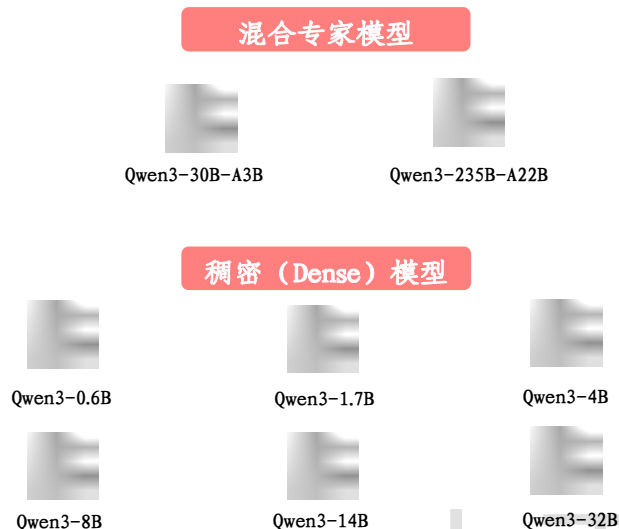 混合专家模型
Qwen3-30B-A3B
Qwen3-235B-A22B
稠密（Dense）模型
Qwen3-0.6B
Qwen3-1.7B
Qwen3-4B
Qwen3-8B
Qwen3-14B
Qwen3-32B